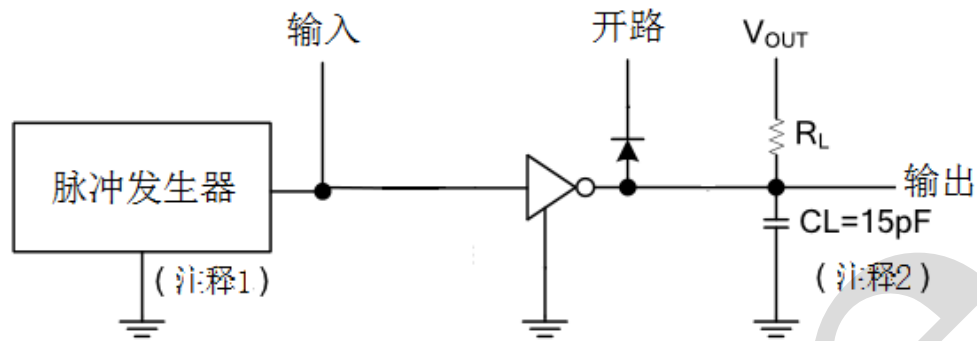 输入
开路
VOUT
RL
脉冲发生器
输出
CL=15pF
(注释1)
(注释2)